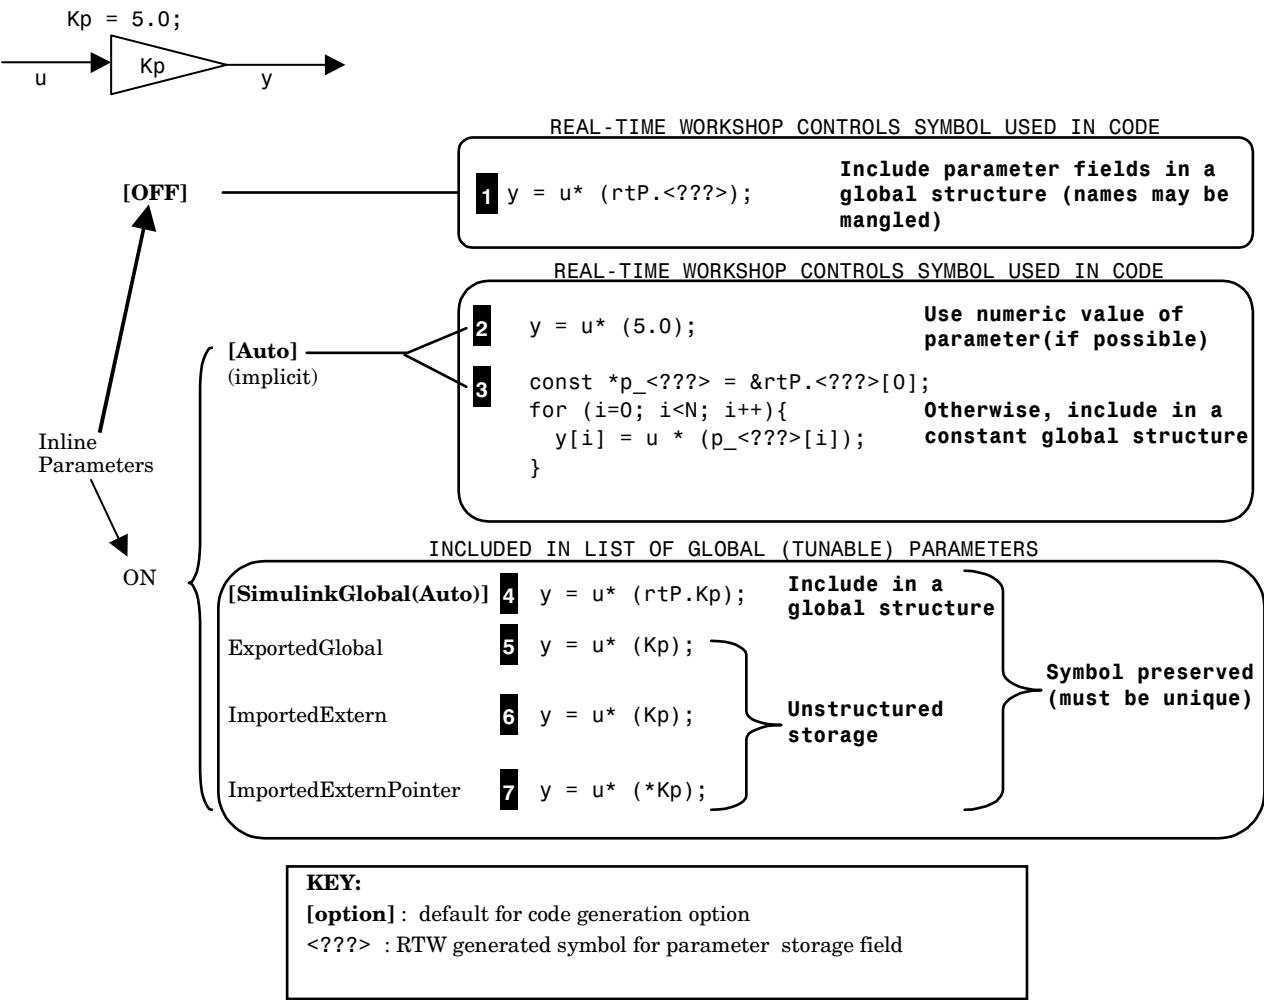 Kp = 5.0;
Kp
u
y
REAL-TIME WORKSHOP CONTROLS SYMBOL USED IN CODE
[OFF]
1 y = u* (rtP.<???>);
Include parameter fields in a
global structure (names may be
mangled)
REAL-TIME WORKSHOP CONTROLS SYMBOL USED IN CODE
[Auto]
(implicit)
2 y = u* (5.0);
Use numeric value of
parameter(if possible)
3 const *p_<???> = &rtP.<???>[0];
for (i=0; i<N; i++){
y[i] = u * (p_<???>[i]);
}
Otherwise, include in a
constant global structure
Inline
Parameters
ON
INCLUDED IN LIST OF GLOBAL (TUNABLE) PARAMETERS
[SimulinkGlobal(Auto)] 4 y = u* (rtP.Kp);
Include in a
global structure
ExportedGlobal 5 y = u* (Kp);
ImportedExtern 6 y = u* (Kp);
ImportedExternPointer 7 y = u* (*Kp);
Unstructured
storage
Symbol preserved
(must be unique)
KEY:
[option] : default for code generation option
<???> : RTW generated symbol for parameter storage field